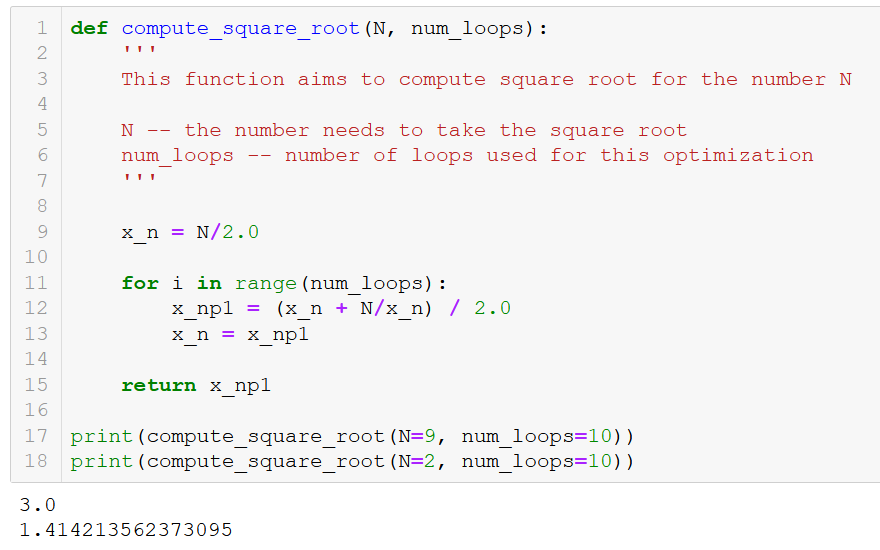 1 def compute_square_root(N, num_loops):
2     '''
3     This function aims to compute square root for the number N
4
5     N -- the number needs to take the square root
6     num_loops -- number of loops used for this optimization
7     '''
8
9     x_n = N/2.0
10
11     for i in range(num_loops):
12         x_np1 = (x_n + N/x_n) / 2.0
13         x_n = x_np1
14
15     return x_np1
16
17 print(compute_square_root(N=9, num_loops=10))
18 print(compute_square_root(N=2, num_loops=10))
3.0
1.414213562373095